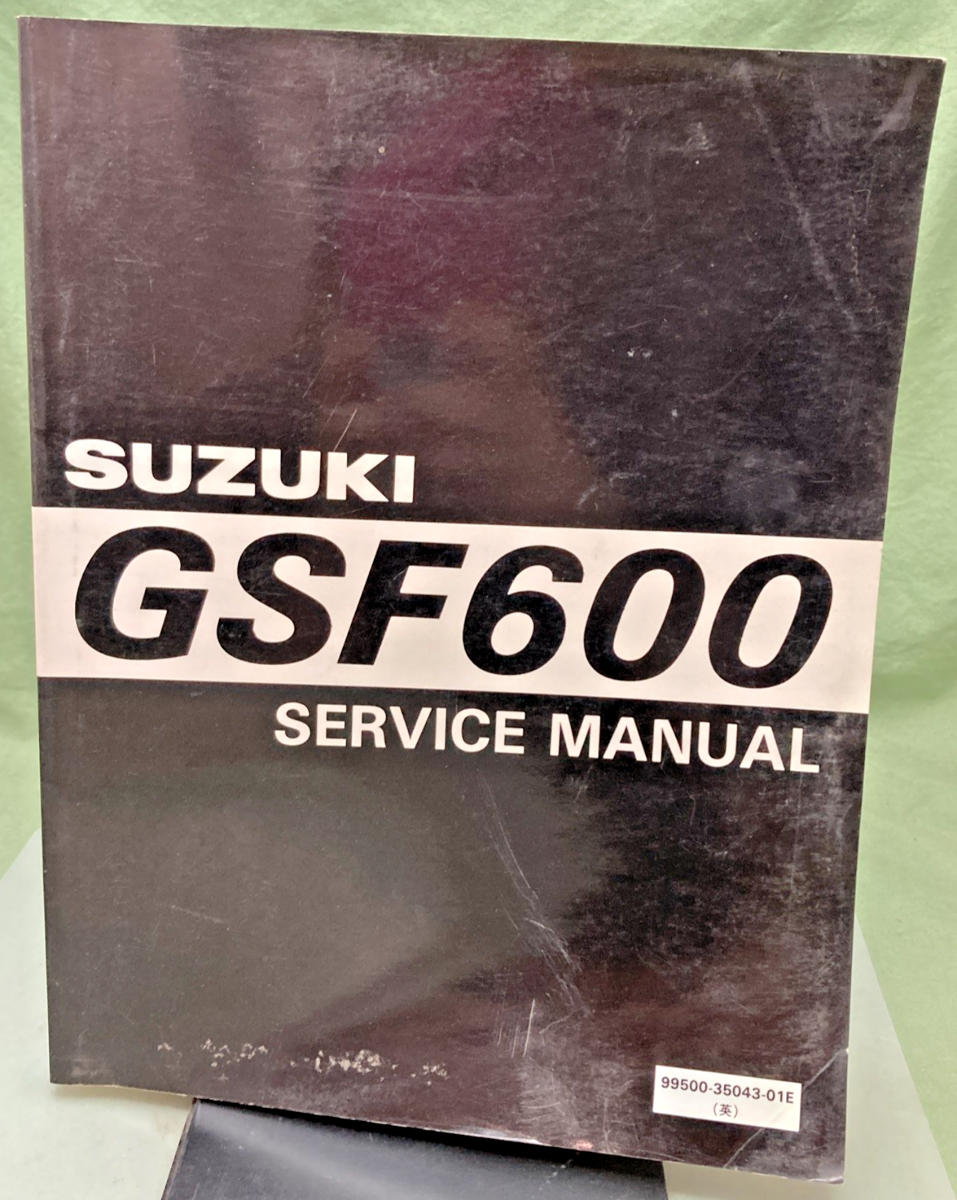 SUZUKI
GSF600
SERVICE MANUAL
99500-35043-01E
(英)